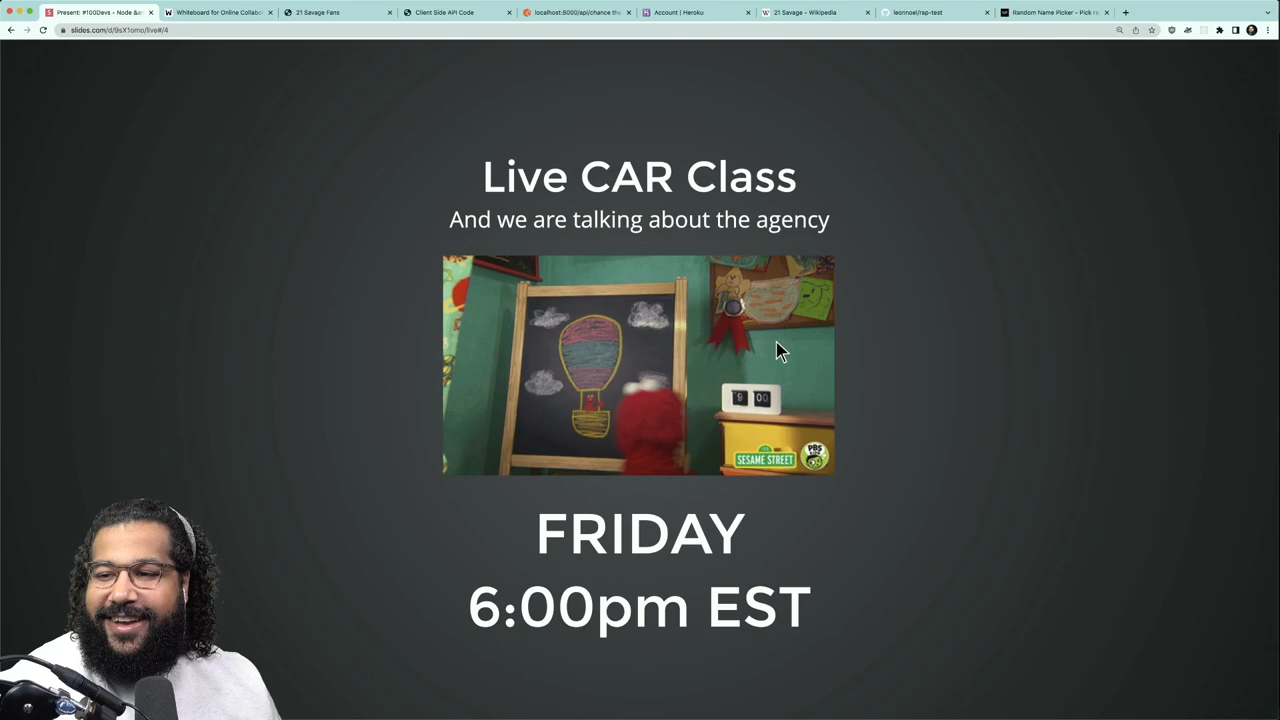 Present: #100Devs - Node &a
Whiteboard for Online Collabo
21 Savage Fans
Client Side API Code
localhost:8000/api/chance th
Account | Heroku
21 Savage - Wikipedia
leonnoel/rap-test
Random Name Picker - Pick ra
slides.com/d/9sX1omo/live#/4
Live CAR Class
And we are talking about the agency
9 00
SESAME STREET
PBS
FRIDAY
6:00pm EST